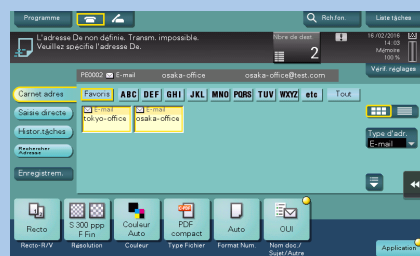 Programme
Rch fon.
Liste tâches
L'adresse De non définie. Transm. impossible.
Veuillez spécifie l'adresse De.
Nbre de dest.
2
16/02/2016
14:03
Mémoire
100 %
Vérif. réglages
PE0002 E-mail osaka-office osaka-office@test.com
Carnet adres
Favoris ABC DEF GHI JKL MNO PQRS TUV WXYZ etc Tout
Saisie directe
E-mail
tokyo-office
E-mail
osaka-office
Histor.tâches
Rechercher
Adresse
Type d'adr.
E-mail
Enregistrem.
Recto
S 300 ppp
F Fin
Couleur
Auto
PDF
compact
Auto
OUI
Recto-R/V
Résolution
Couleur
Type Fichier
Format Num.
Nom doc./
Sujet/Autre
Application